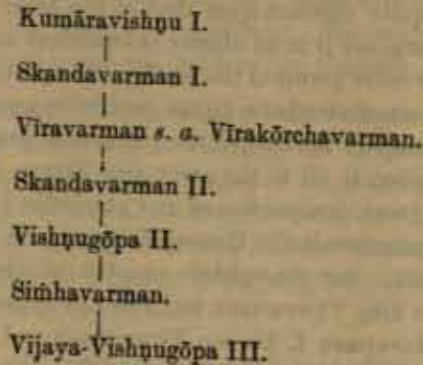 Kumāravishṇu I.
Skandavarman I.
Vīravarman s. a. Vīrakōrchavarman.
Skandavarman II.
Vishṇugōpa II.
Siṁhavarman.
Vijaya-Vishṇugōpa III.